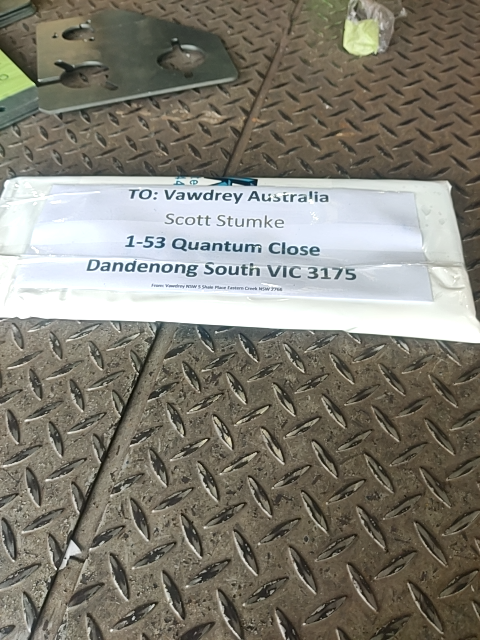 TO: Vawdrey Australia
Scott Stumke
1-53 Quantum Close
Dandenong South VIC 3175
From: Vawdrey NSW 5 Shale Place Eastern Creek NSW 2766